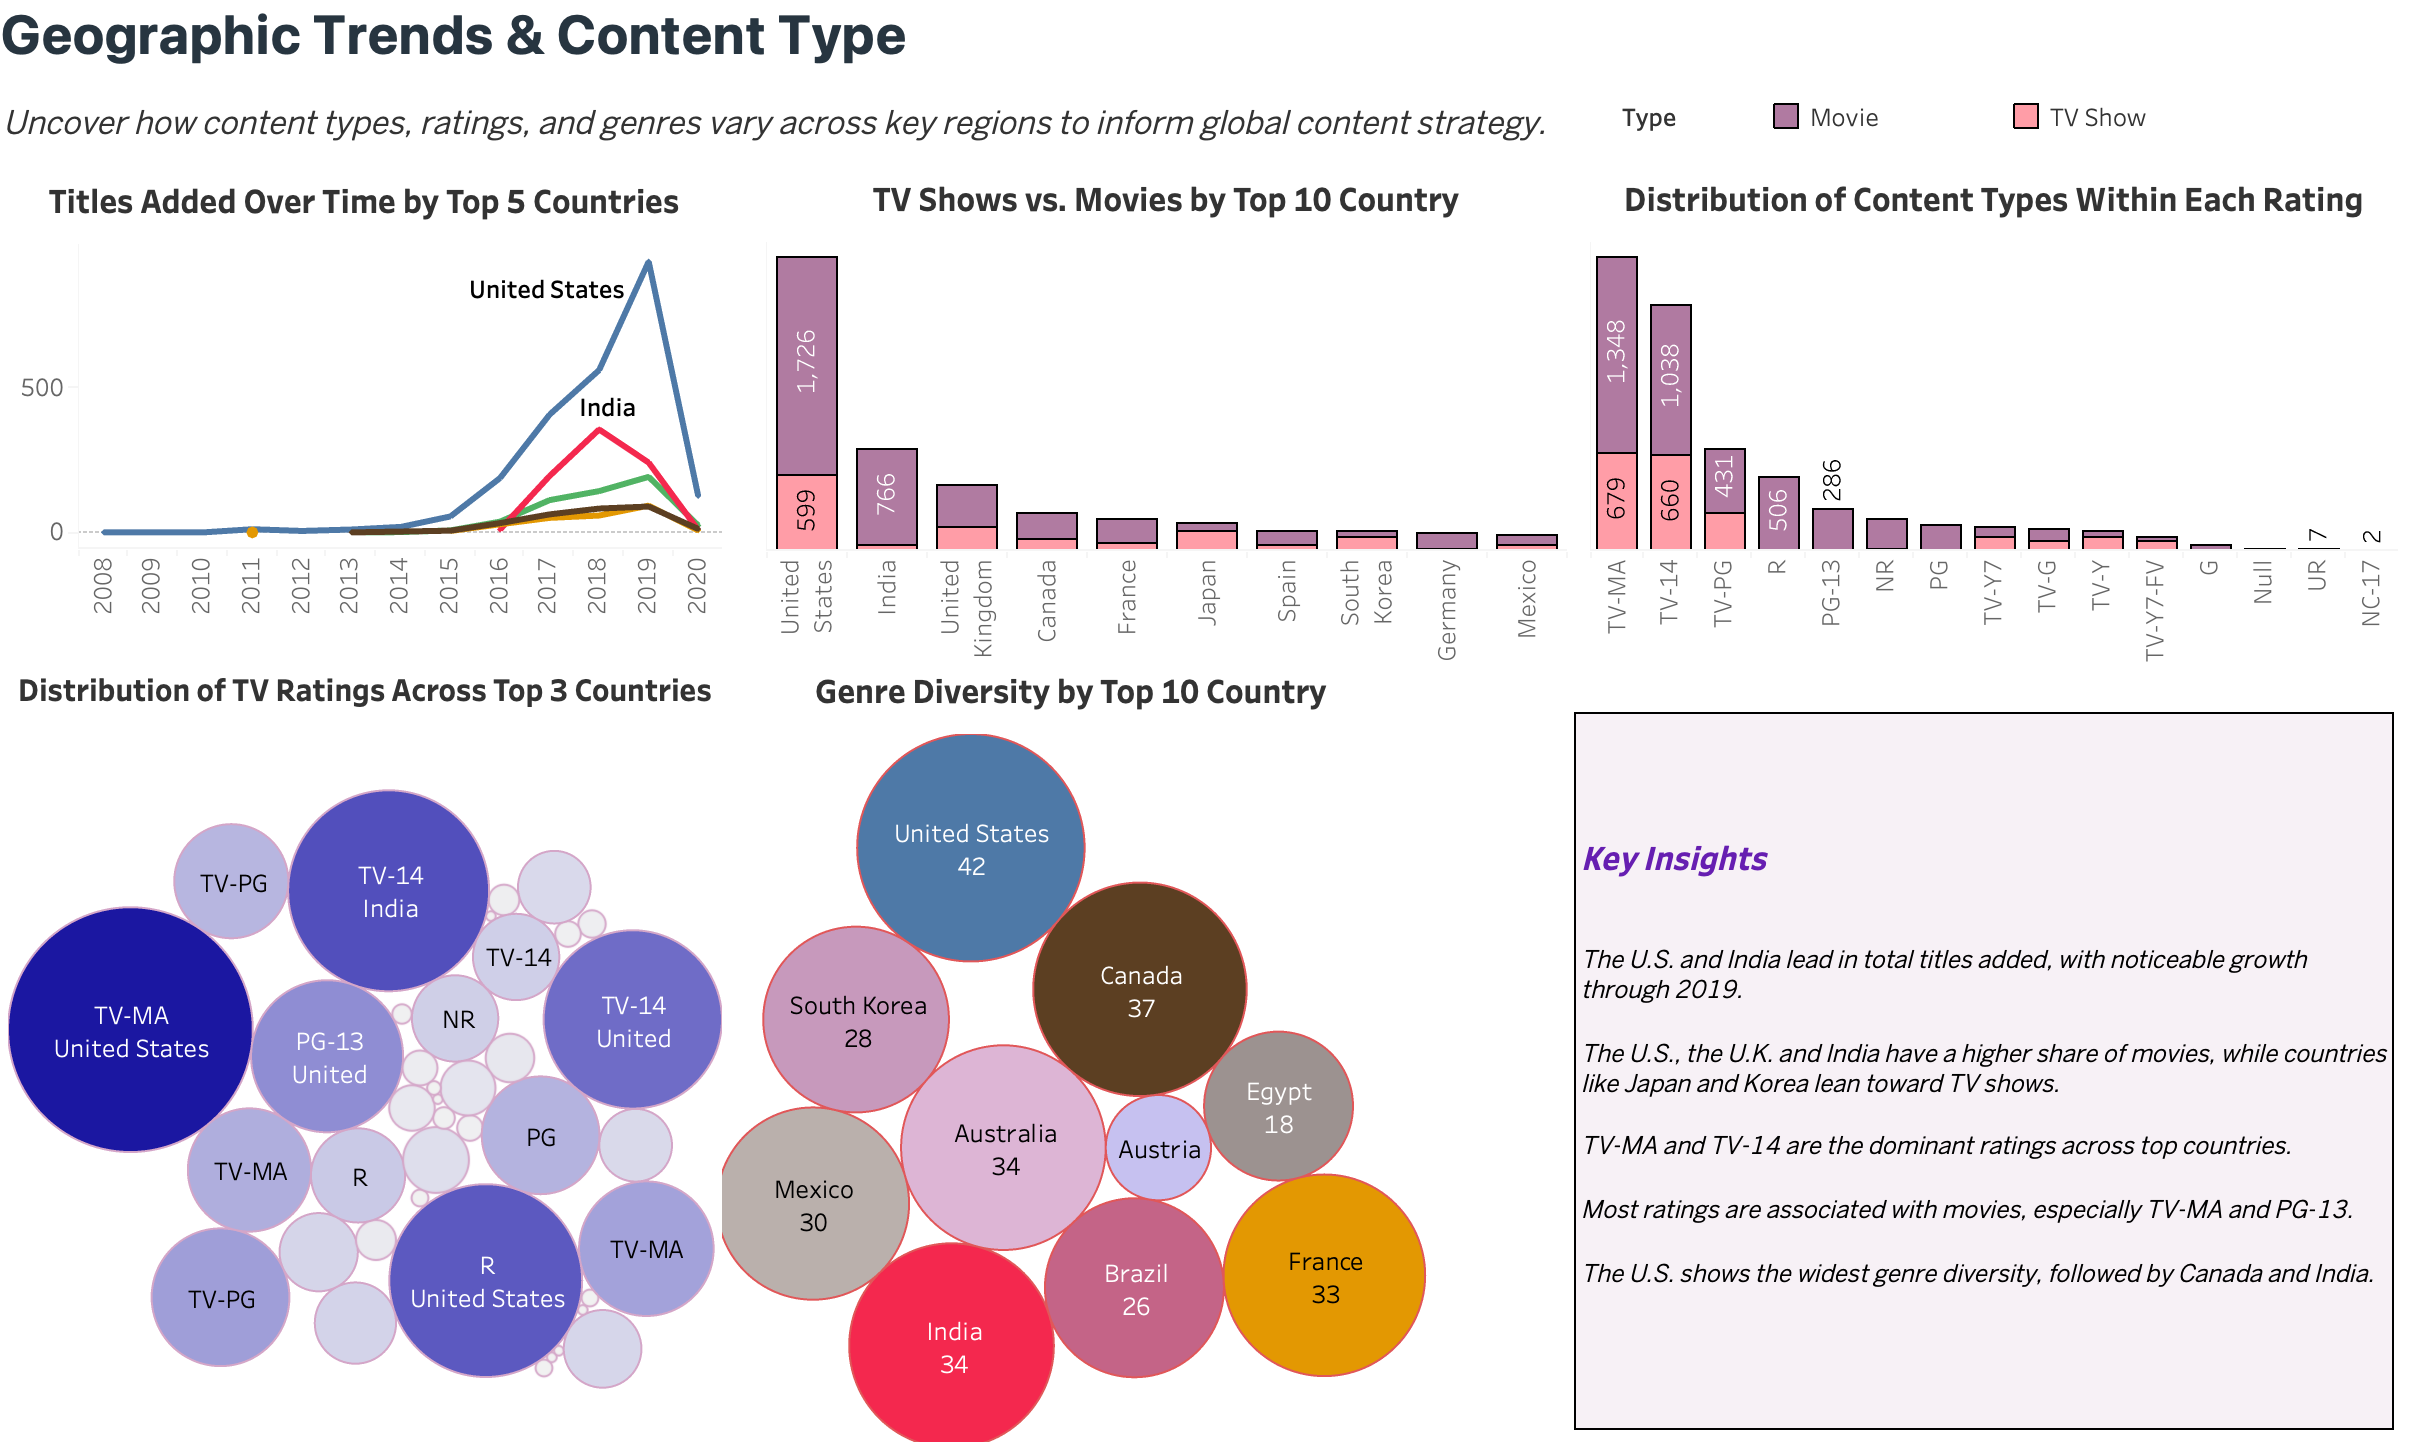 Geographic Trends & Content Type
Uncover how content types, ratings, and genres vary across key regions to inform global content strategy.
Type
Movie
TV Show
Titles Added Over Time by Top 5 Countries
United States
India
500
0
2008
2009
2010
2011
2012
2013
2014
2015
2016
2017
2018
2019
2020
TV Shows vs. Movies by Top 10 Country
1,726
599
766
United
States
India
United
Kingdom
Canada
France
Japan
Spain
South
Korea
Germany
Mexico
Distribution of Content Types Within Each Rating
1,348
679
1,038
660
431
506
286
7
2
TV-MA
TV-14
TV-PG
R
PG-13
NR
PG
TV-Y7
TV-G
TV-Y
TV-Y7-FV
G
Null
UR
NC-17
Distribution of TV Ratings Across Top 3 Countries
TV-PG
TV-14
India
TV-14
TV-MA
United States
PG-13
United
NR
TV-14
United
TV-MA
R
PG
TV-PG
R
United States
TV-MA
Genre Diversity by Top 10 Country
United States
42
Canada
37
South Korea
28
Egypt
18
Australia
34
Austria
Mexico
30
Brazil
26
France
33
India
34
Key Insights
The U.S. and India lead in total titles added, with noticeable growth
through 2019.
The U.S., the U.K. and India have a higher share of movies, while countries
like Japan and Korea lean toward TV shows.
TV-MA and TV-14 are the dominant ratings across top countries.
Most ratings are associated with movies, especially TV-MA and PG-13.
The U.S. shows the widest genre diversity, followed by Canada and India.